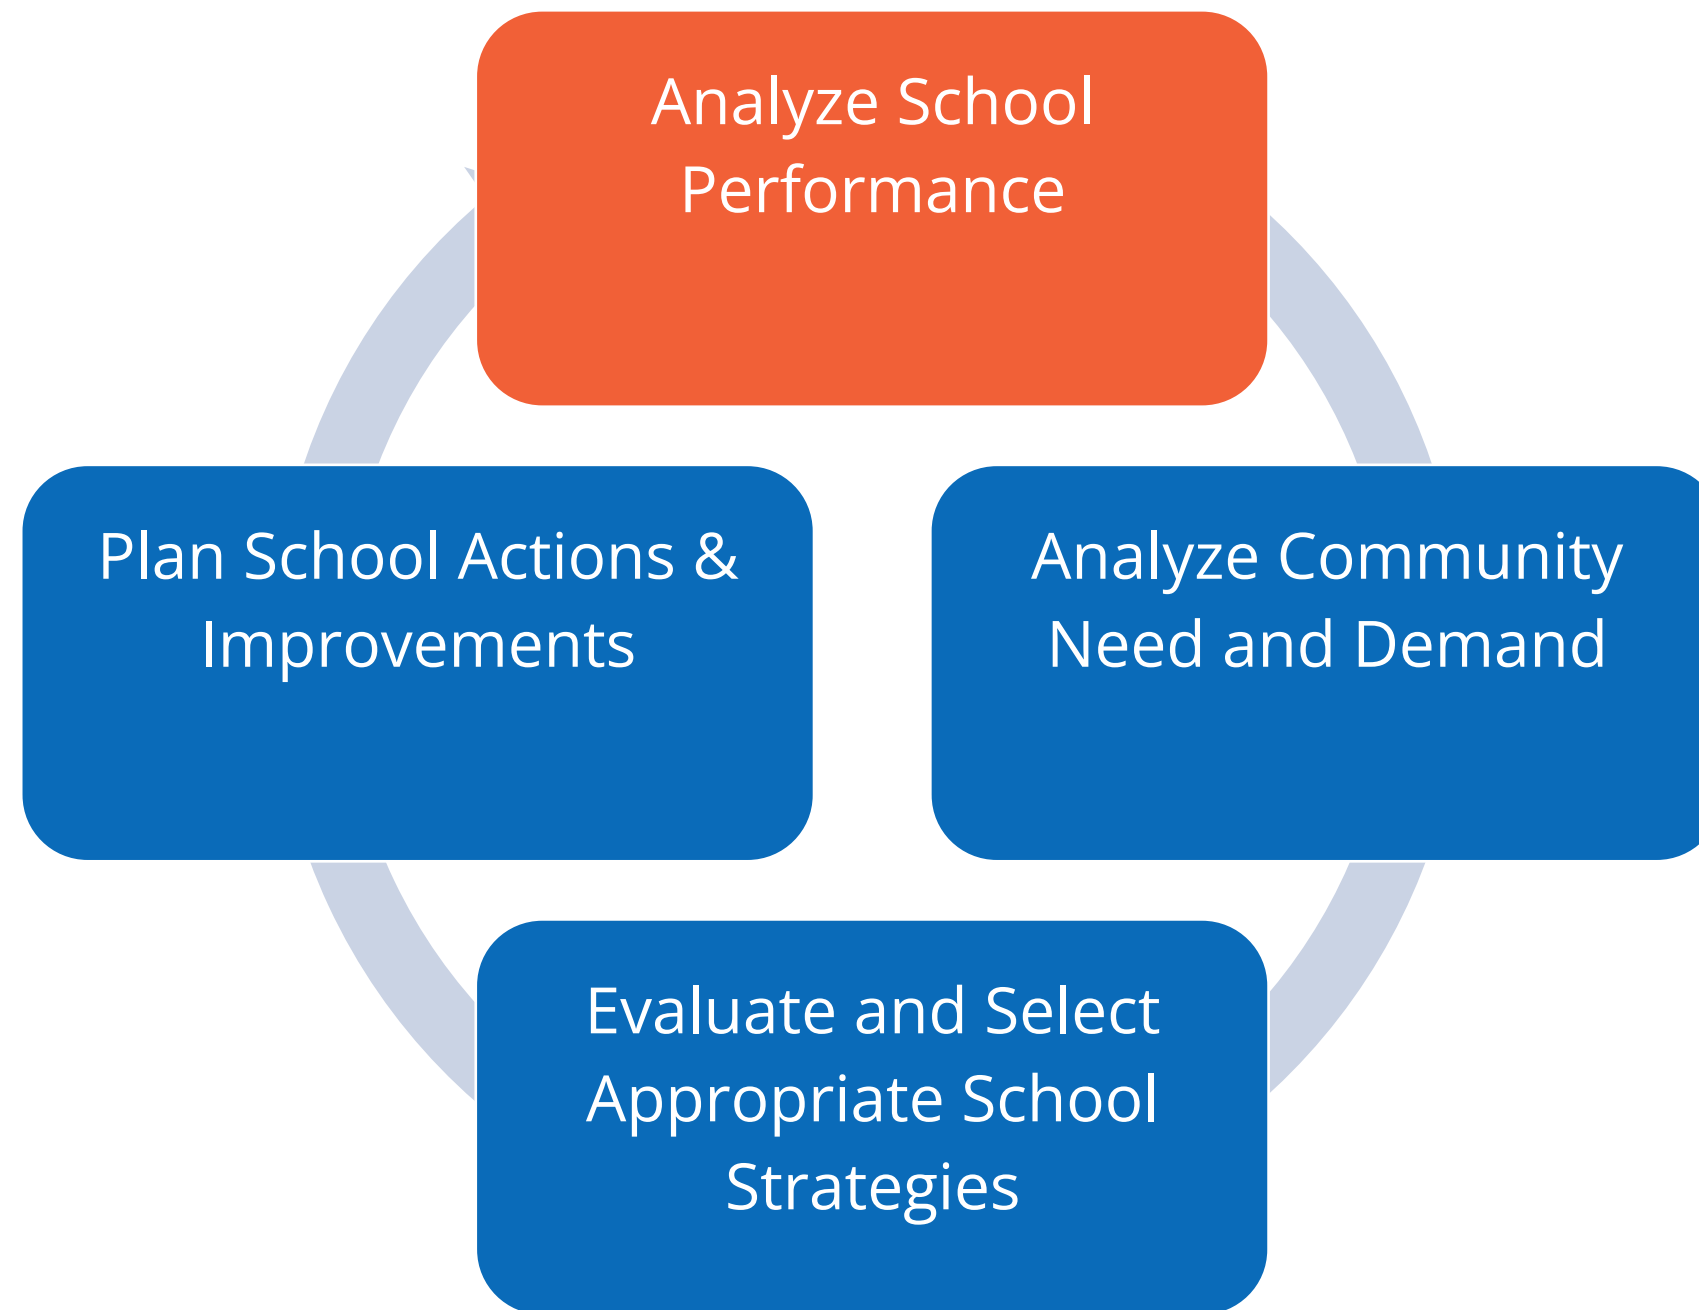 Analyze School
Performance
Plan School Actions &
Improvements
Analyze Community
Need and Demand
Evaluate and Select
Appropriate School
Strategies